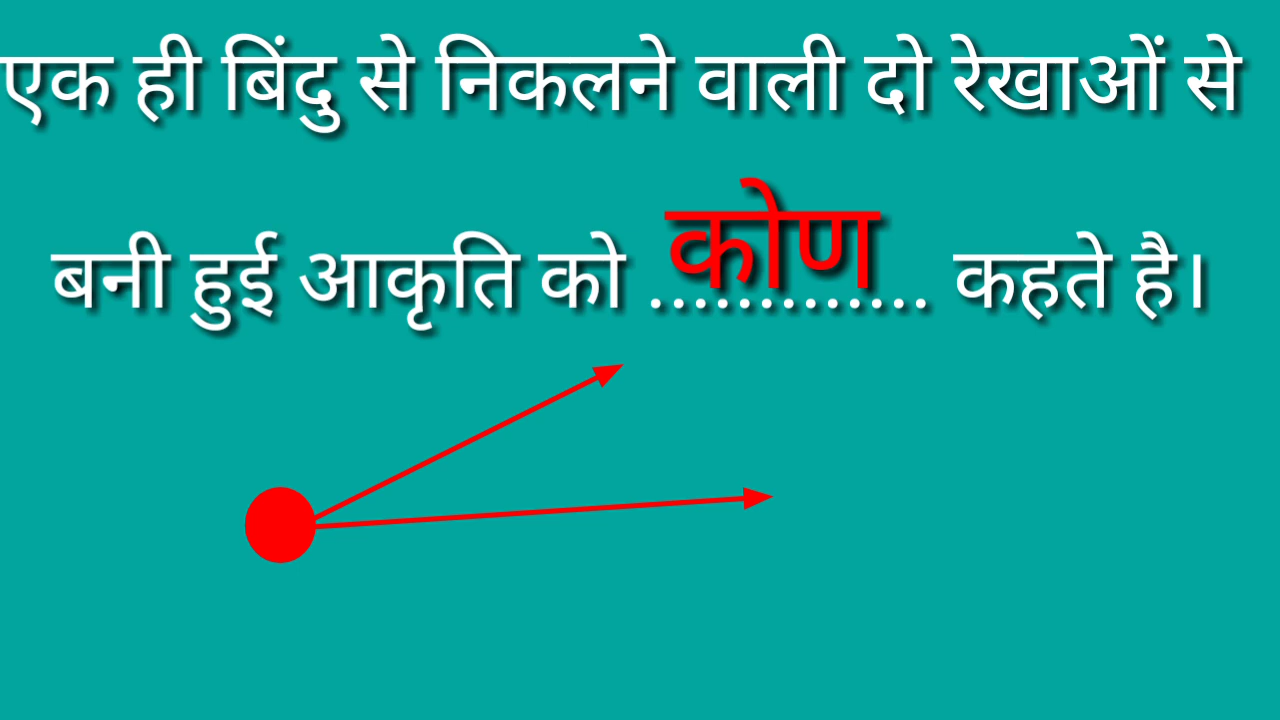 एक ही बिंदु से निकलने वाली दो रेखाओं से
बनी हुई आकृति को कोण ............. कहते है।